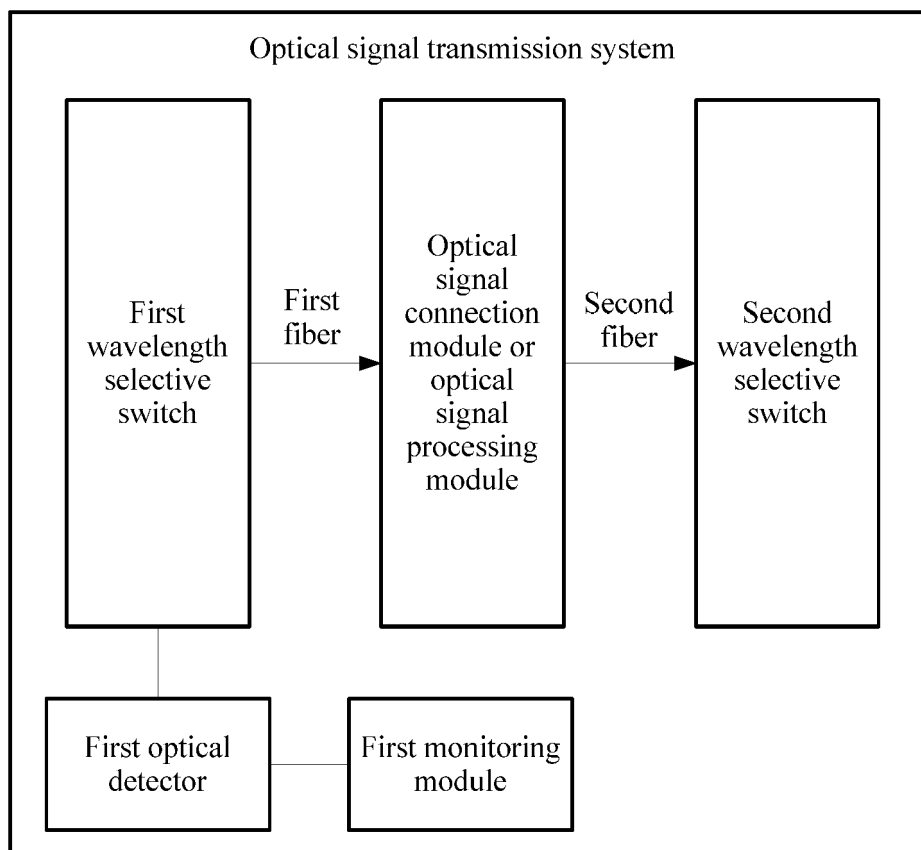 Optical signal transmission system
First
wavelength
selective
switch
First
fiber
Optical
signal
connection
module or
optical
signal
processing
module
Second
fiber
Second
wavelength
selective
switch
First optical
detector
First monitoring
module